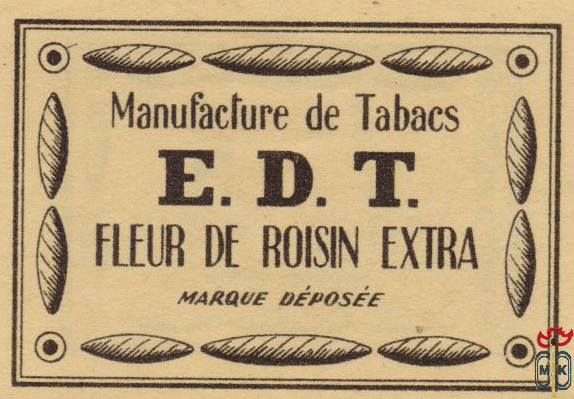 Manufacture de Tabacs
E. D. T.
FLEUR DE ROISIN EXTRA
MARQUE DÉPOSÉE
M K